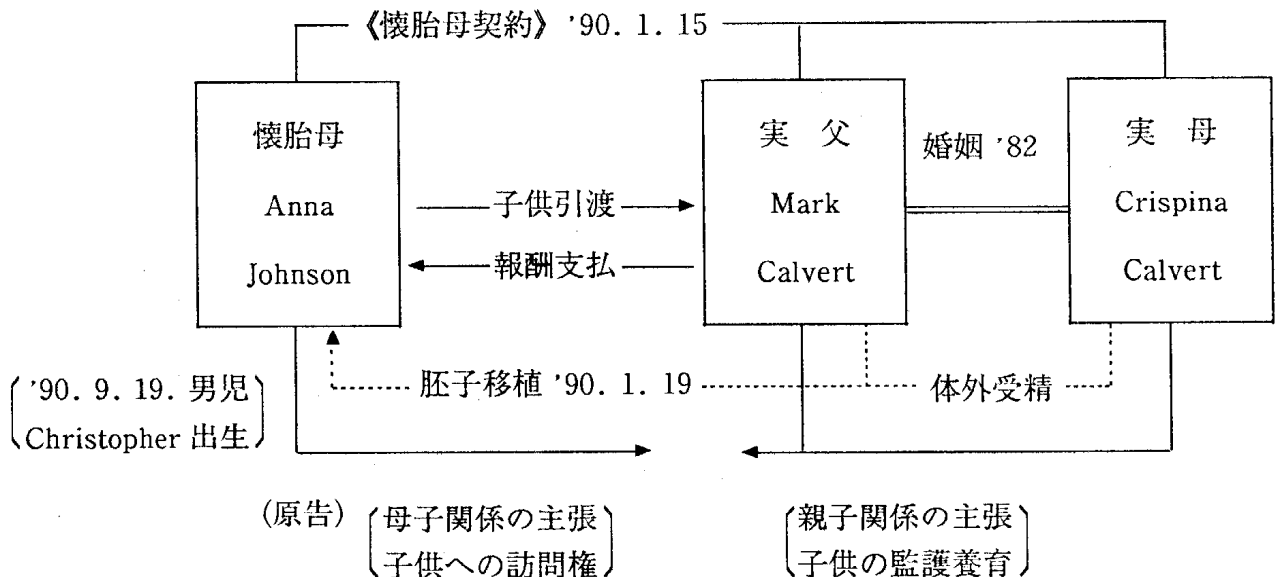 《懐胎母契約》 '90. 1. 15
懐胎母
Anna
Johnson
子供引渡
報酬支払
実 父
Mark
Calvert
婚姻 '82
実 母
Crispina
Calvert
'90. 9. 19. 男児
Christopher 出生
胚子移植 '90. 1. 19
体外受精
(原告)
母子関係の主張
子供への訪問権
親子関係の主張
子供の監護養育